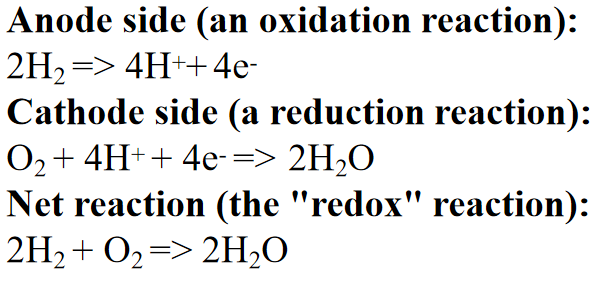 Anode side (an oxidation reaction):
2H₂ => 4H⁺+ 4e⁻
Cathode side (a reduction reaction):
O₂ + 4H⁺ + 4e⁻ => 2H₂O
Net reaction (the "redox" reaction):
2H₂ + O₂ => 2H₂O